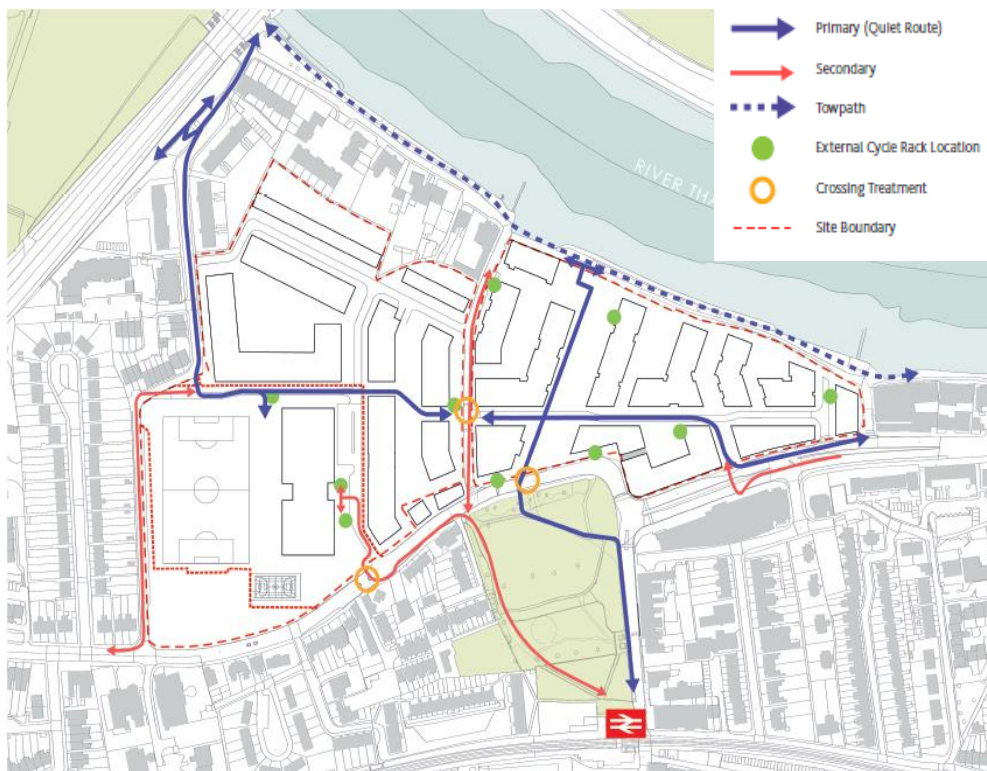 Primary (Quiet Route)
Secondary
Towpath
External Cycle Rack Location
RIVER THA
Crossing Treatment
Site Boundary